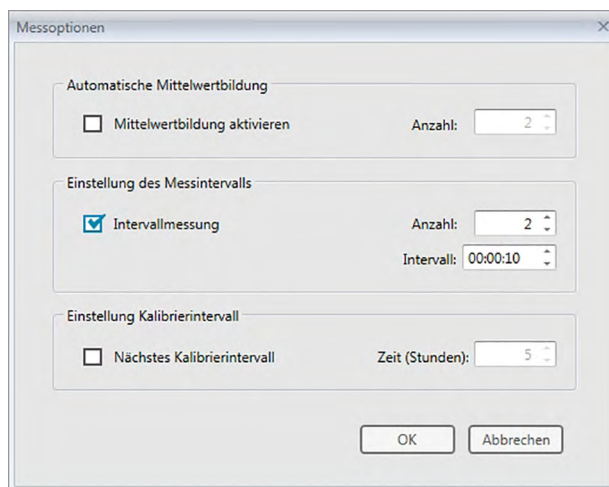 Messoptionen
Automatische Mittelwertbildung
Mittelwertbildung aktivieren Anzahl: 2
Einstellung des Messintervalls
Intervallmessung Anzahl: 2
Intervall: 00:00:10
Einstellung Kalibrierintervall
Nächstes Kalibrierintervall Zeit (Stunden): 5
OK Abbrechen